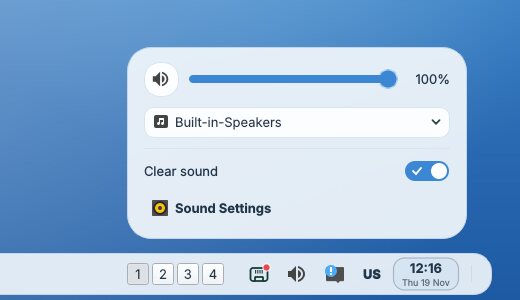 100%
Built-in-Speakers
Clear sound
Sound Settings
1 2 3 4 US 12:16
Thu 19 Nov